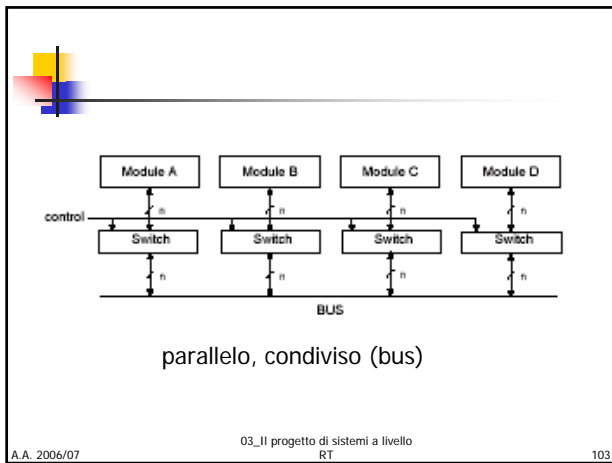 Module A Module B Module C Module D
n n n n
control
Switch Switch Switch Switch
n n n n
BUS
parallelo, condiviso (bus)
03_Il progetto di sistemi a livello
A.A. 2006/07 RT 103